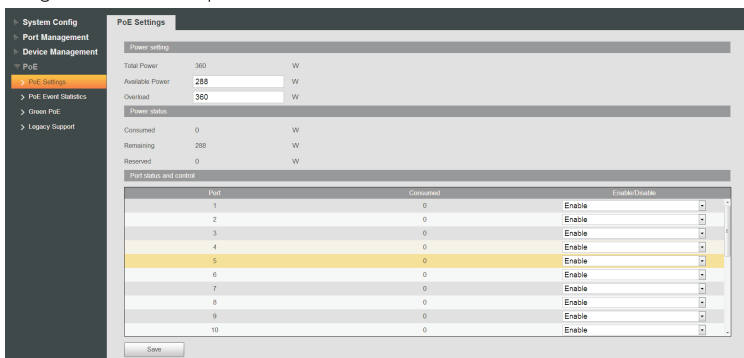 System Config
Port Management
Device Management
PoE
PoE Settings
PoE Event Statistics
Green PoE
Legacy Support
PoE Settings
Power setting
Total Power 360 W
Available Power 288 W
Overload 360 W
Power status
Consumed 0 W
Remaining 288 W
Reserved 0 W
Port status and control
Port Consumed Enable/Disable
1 0 Enable
2 0 Enable
3 0 Enable
4 0 Enable
5 0 Enable
6 0 Enable
7 0 Enable
8 0 Enable
9 0 Enable
10 0 Enable
Save